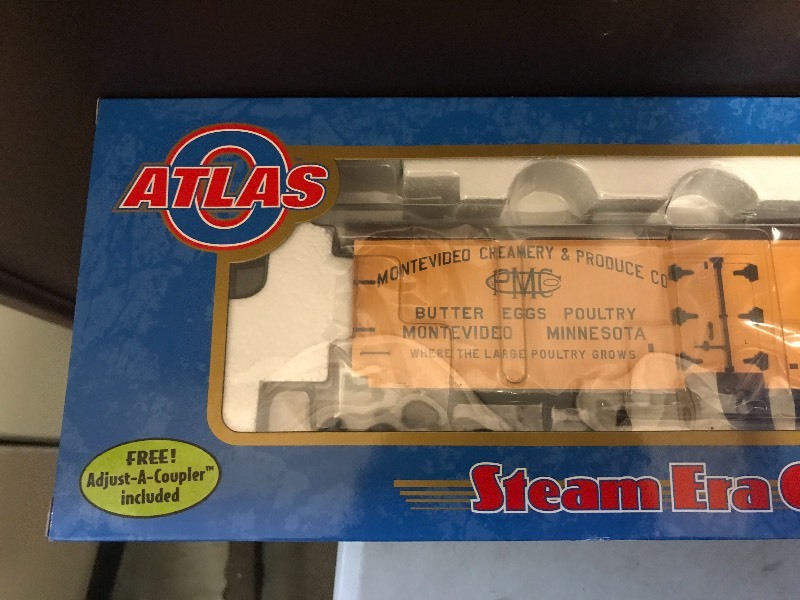 ATLAS
O
MONTEVIDEO CREAMERY & PRODUCE CO
PMC
BUTTER EGGS POULTRY
MONTEVIDEO MINNESOTA
WHERE THE LARGE POULTRY GROWS
FREE!
Adjust-A-Coupler™
included
Steam Era